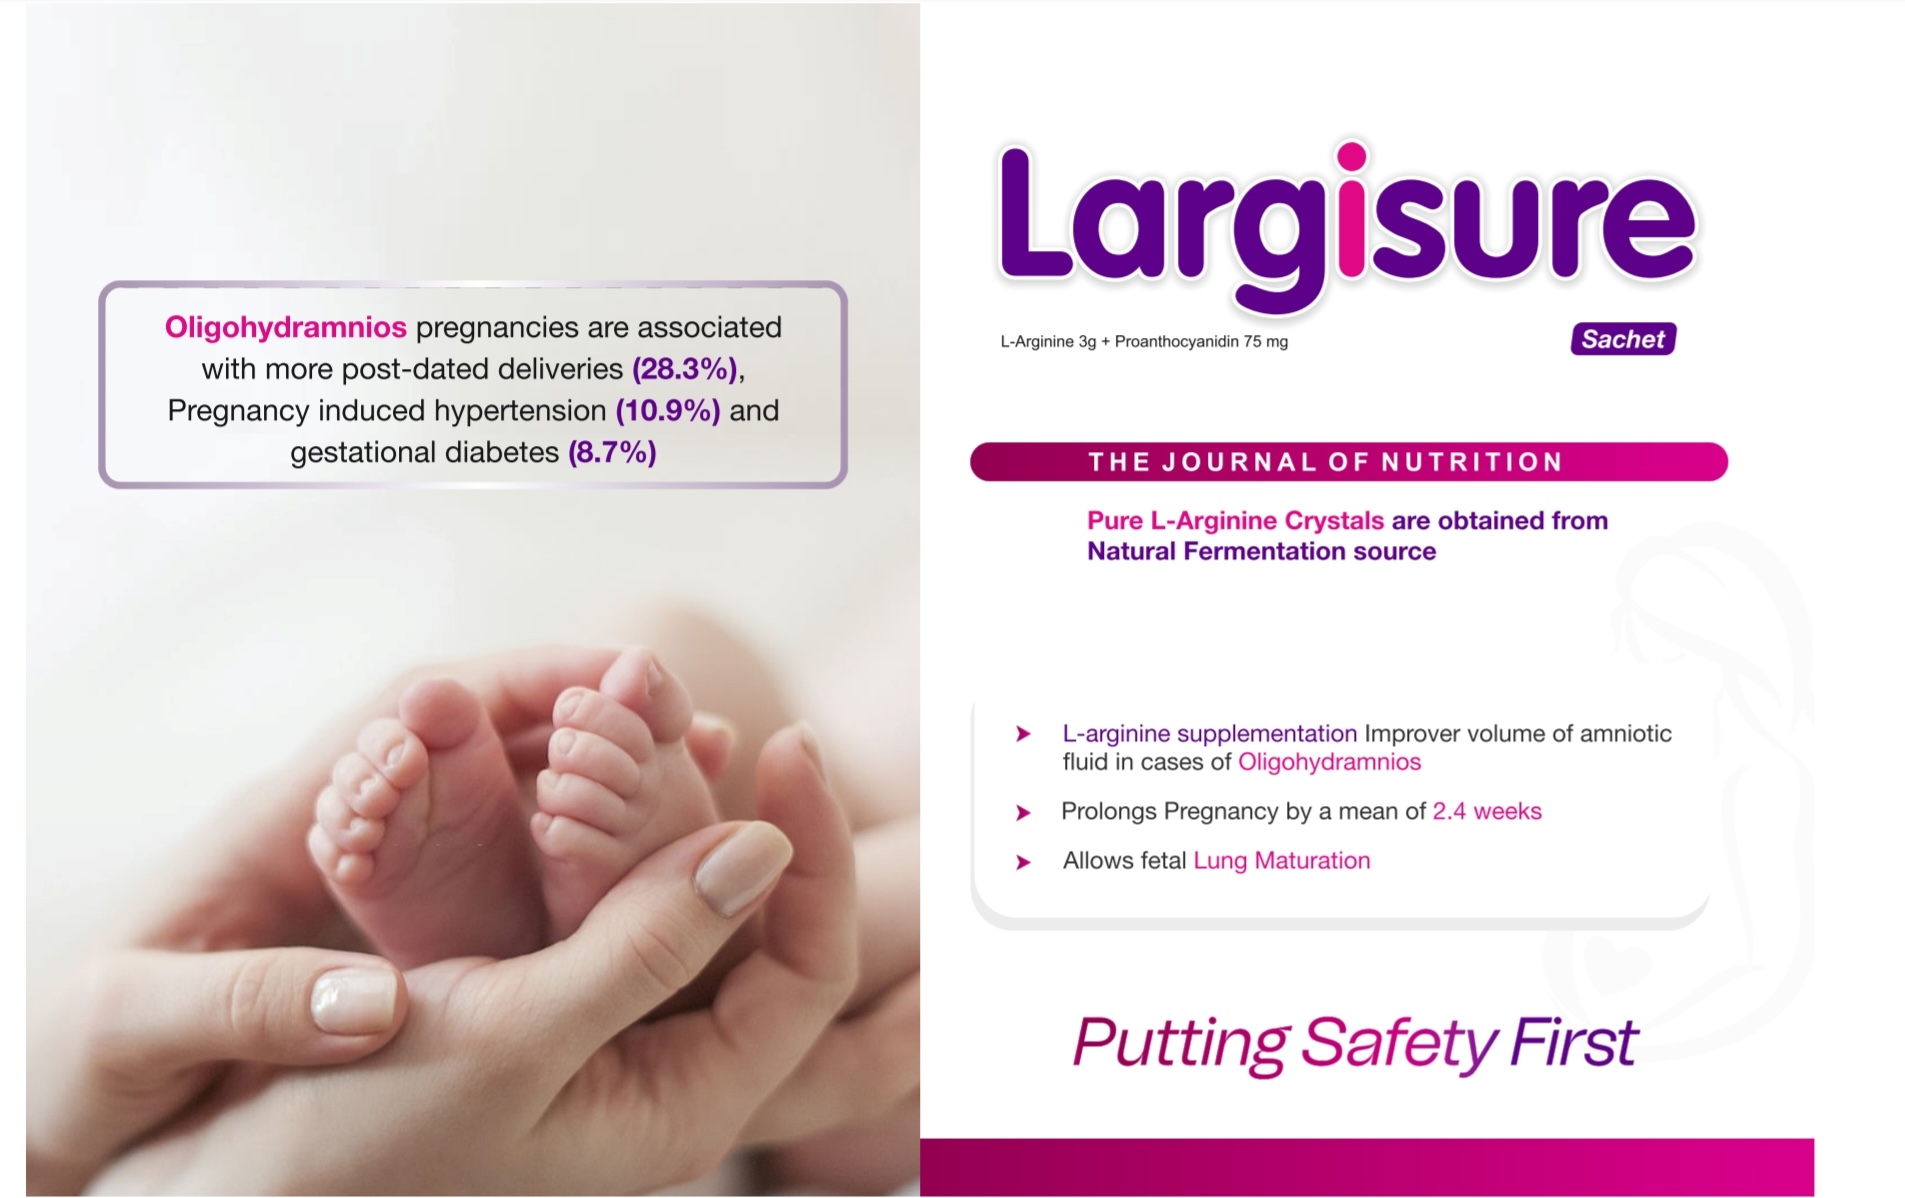 Oligohydramnios pregnancies are associated
with more post-dated deliveries (28.3%),
Pregnancy induced hypertension (10.9%) and
gestational diabetes (8.7%)
Largisure
L-Arginine 3g + Proanthocyanidin 75 mg
Sachet
THE JOURNAL OF NUTRITION
Pure L-Arginine Crystals are obtained from
Natural Fermentation source
➤ L-arginine supplementation Improver volume of amniotic
fluid in cases of Oligohydramnios
➤ Prolongs Pregnancy by a mean of 2.4 weeks
➤ Allows fetal Lung Maturation
Putting Safety First